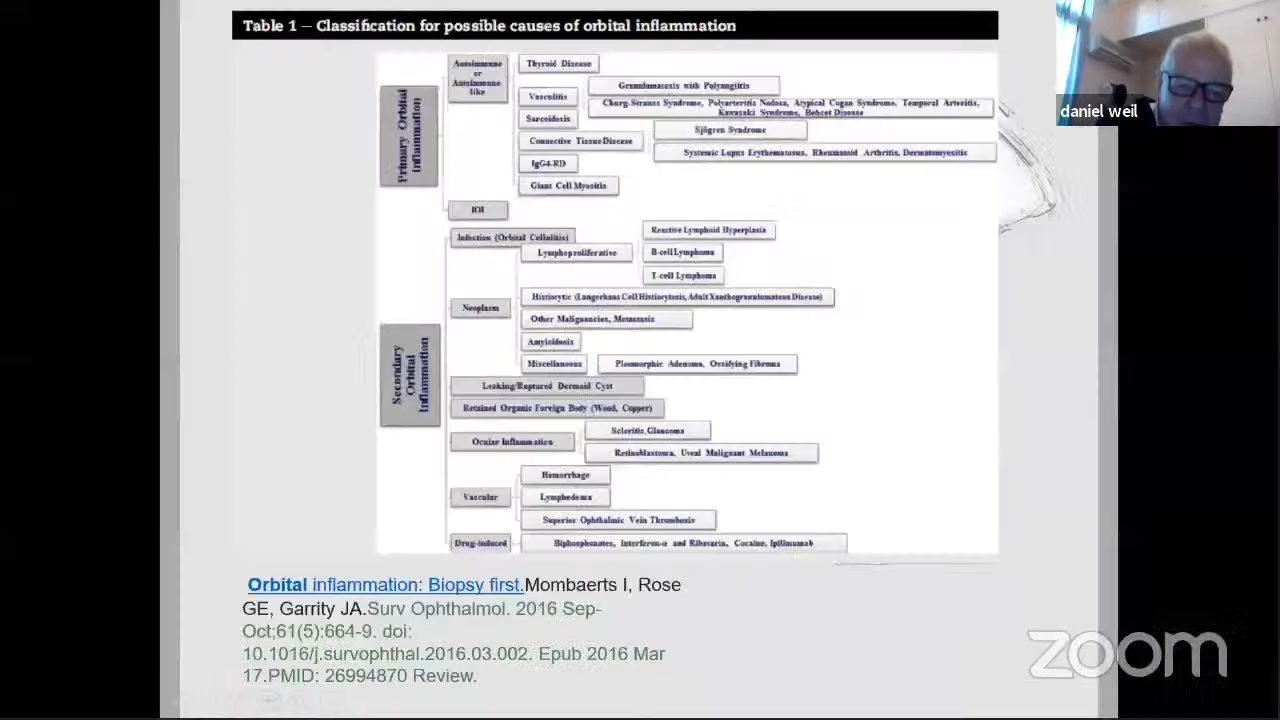 Table 1 – Classification for possible causes of orbital inflammation
daniel weil
Primary Orbital
Inflammation
Autoimmune
or
Autoimmune-
like
Thyroid Disease
Vasculitis
Granulomatosis with Polyangiitis
Churg-Strauss Syndrome, Polyarteritis Nodosa, Atypical Cogan Syndrome, Temporal Arteritis,
Kawasaki Syndrome, Behcet Disease
Sarcoidosis
Connective Tissue Disease
Sjögren Syndrome
Systemic Lupus Erythematosus, Rheumatoid Arthritis, Dermatomyositis
IgG4-RD
Giant Cell Myositis
IOI
Secondary
Orbital
Inflammation
Infection (Orbital Cellulitis)
Neoplasm
Lymphoproliferative
Reactive Lymphoid Hyperplasia
B-cell Lymphoma
T-cell Lymphoma
Histiocytic (Langerhans Cell Histiocytosis, Adult Xanthogranulomatous Disease)
Other Malignancies, Metastasis
Amyloidosis
Miscellaneous
Pleomorphic Adenoma, Ossifying Fibroma
Leaking/Ruptured Dermoid Cyst
Retained Organic Foreign Body (Wood, Copper)
Ocular Inflammation
Scleritis, Glaucoma
Retinoblastoma, Uveal Malignant Melanoma
Vascular
Hemorrhage
Lymphedema
Superior Ophthalmic Vein Thrombosis
Drug-induced
Biphosphonates, Interferon-α and Ribavarin, Cocaine, Ipilimumab
Orbital inflammation: Biopsy first.Mombaerts I, Rose
GE, Garrity JA.Surv Ophthalmol. 2016 Sep-
Oct;61(5):664-9. doi:
10.1016/j.survophthal.2016.03.002. Epub 2016 Mar
17.PMID: 26994870 Review.
zoom